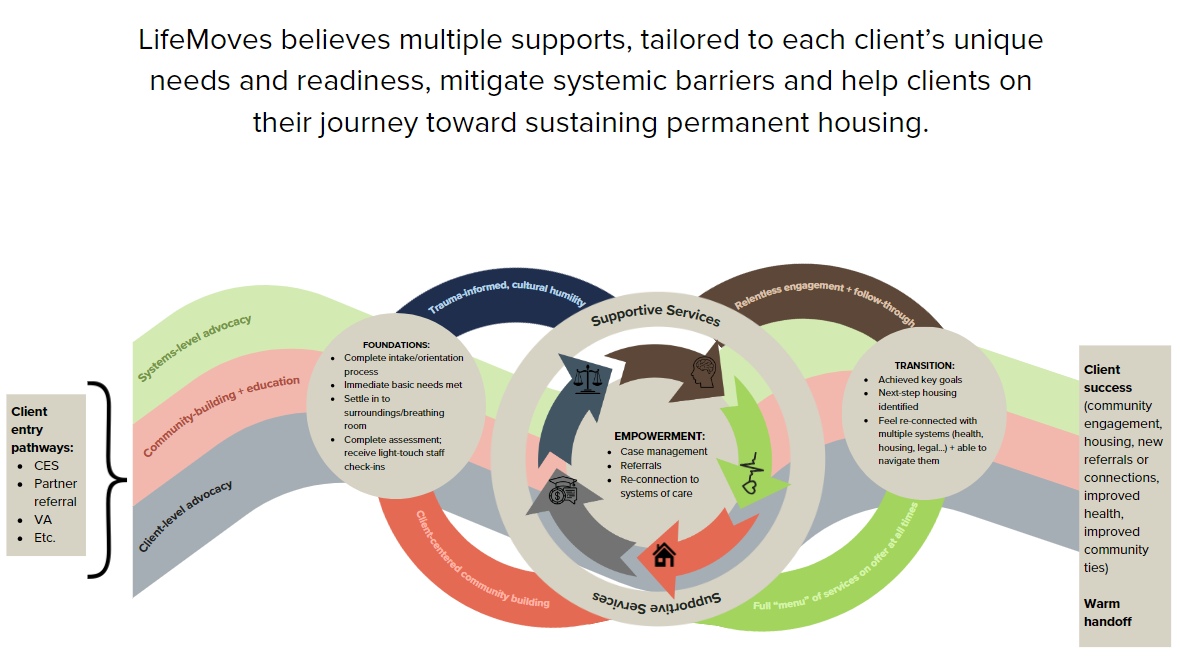 LifeMoves believes multiple supports, tailored to each client’s unique
needs and readiness, mitigate systemic barriers and help clients on
their journey toward sustaining permanent housing.
Client
entry
pathways:
• CES
• Partner
referral
• VA
• Etc.
Systems-level advocacy
Community-building + education
Client-level advocacy
FOUNDATIONS:
• Complete intake/orientation
process
• Immediate basic needs met
• Settle in to
surroundings/breathing
room
• Complete assessment;
receive light-touch staff
check-ins
Trauma-informed, cultural humility
Client-centered community building
Supportive Services
EMPOWERMENT:
• Case management
• Referrals
• Re-connection to
systems of care
Supportive Services
Relentless engagement + follow-through
Full “menu” of services on offer at all times
TRANSITION:
• Achieved key goals
• Next-step housing
identified
• Feel re-connected with
multiple systems (health,
housing, legal...) + able to
navigate them
Client
success
(community
engagement,
housing, new
referrals or
connections,
improved
health,
improved
community
ties)
Warm
handoff